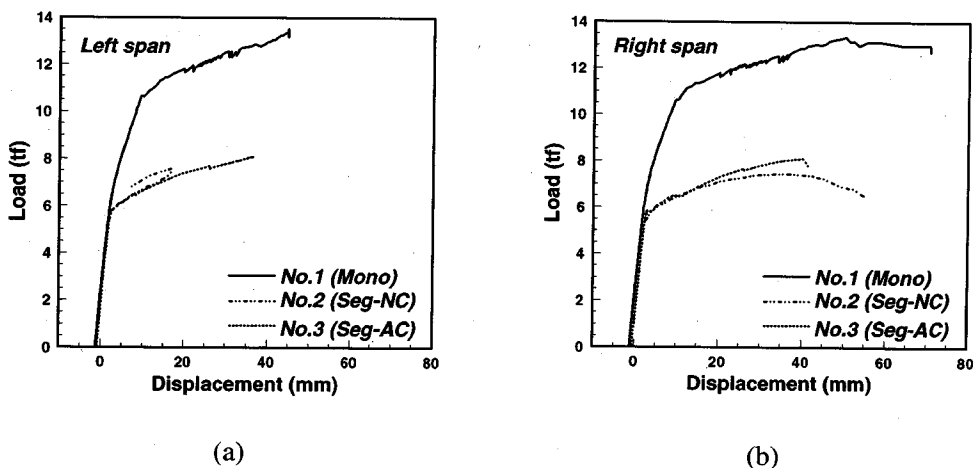 Left span
Load (tf)
14
12
10
8
6
4
2
0
No.1 (Mono)
No.2 (Seg-NC)
No.3 (Seg-AC)
0 20 40 60 80
Displacement (mm)
(a)
Right span
Load (tf)
14
12
10
8
6
4
2
0
No.1 (Mono)
No.2 (Seg-NC)
No.3 (Seg-AC)
0 20 40 60 80
Displacement (mm)
(b)